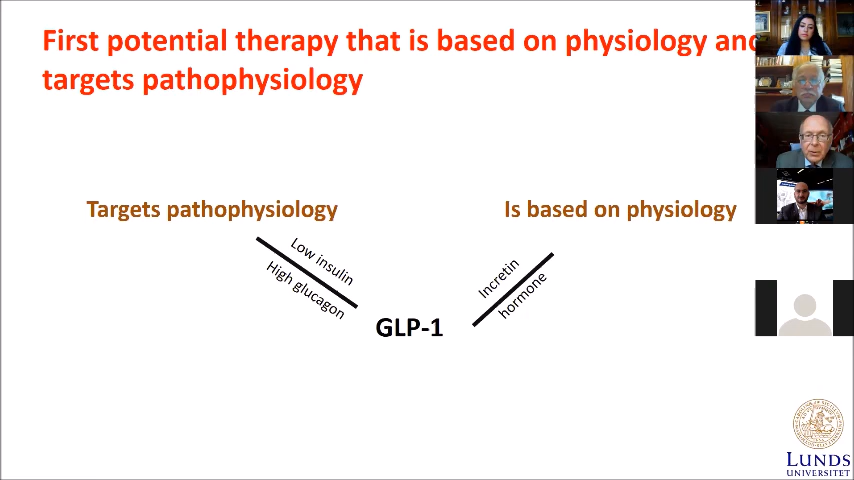 First potential therapy that is based on physiology and
targets pathophysiology
Targets pathophysiology
Is based on physiology
Low insulin
High glucagon
Incretin
hormone
GLP-1
LUNDS
UNIVERSITET